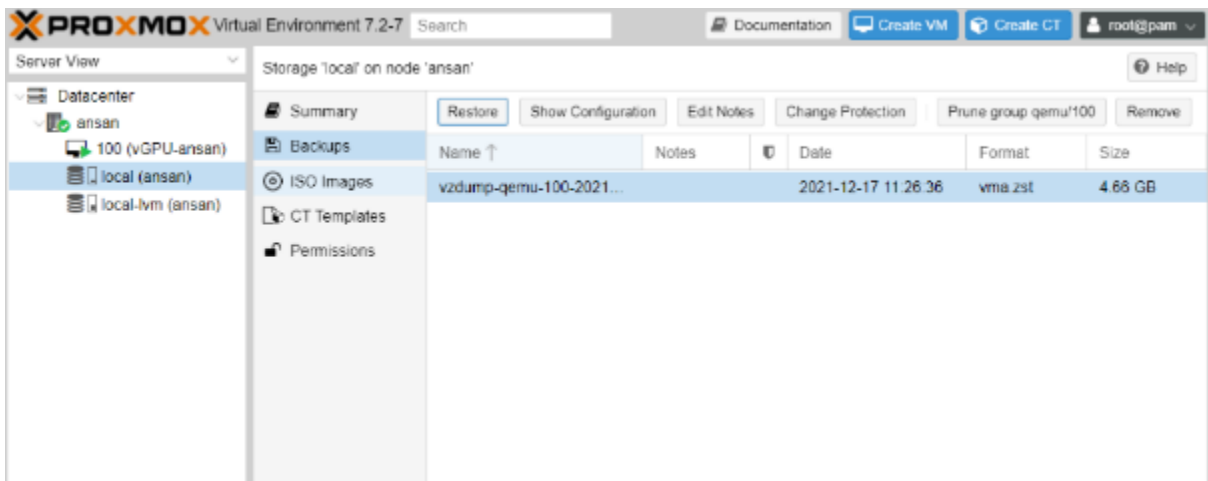 PROXMOX Virtual Environment 7.2-7 Search Documentation Create VM Create CT root@pam
Server View
Storage 'local' on node 'ansan' Help
Datacenter
ansan
100 (vGPU-ansan)
local (ansan)
local-lvm (ansan)
Summary
Backups
ISO Images
CT Templates
Permissions
Restore Show Configuration Edit Notes Change Protection Prune group qemu/100 Remove
Name Notes Date Format Size
vzdump-qemu-100-2021... 2021-12-17 11:26:36 vma.zst 4.66 GB